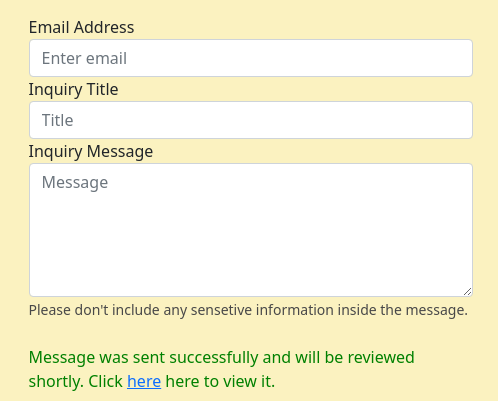 Email Address
Enter email
Inquiry Title
Title
Inquiry Message
Message
Please don't include any sensetive information inside the message.
Message was sent successfully and will be reviewed
shortly. Click here here to view it.